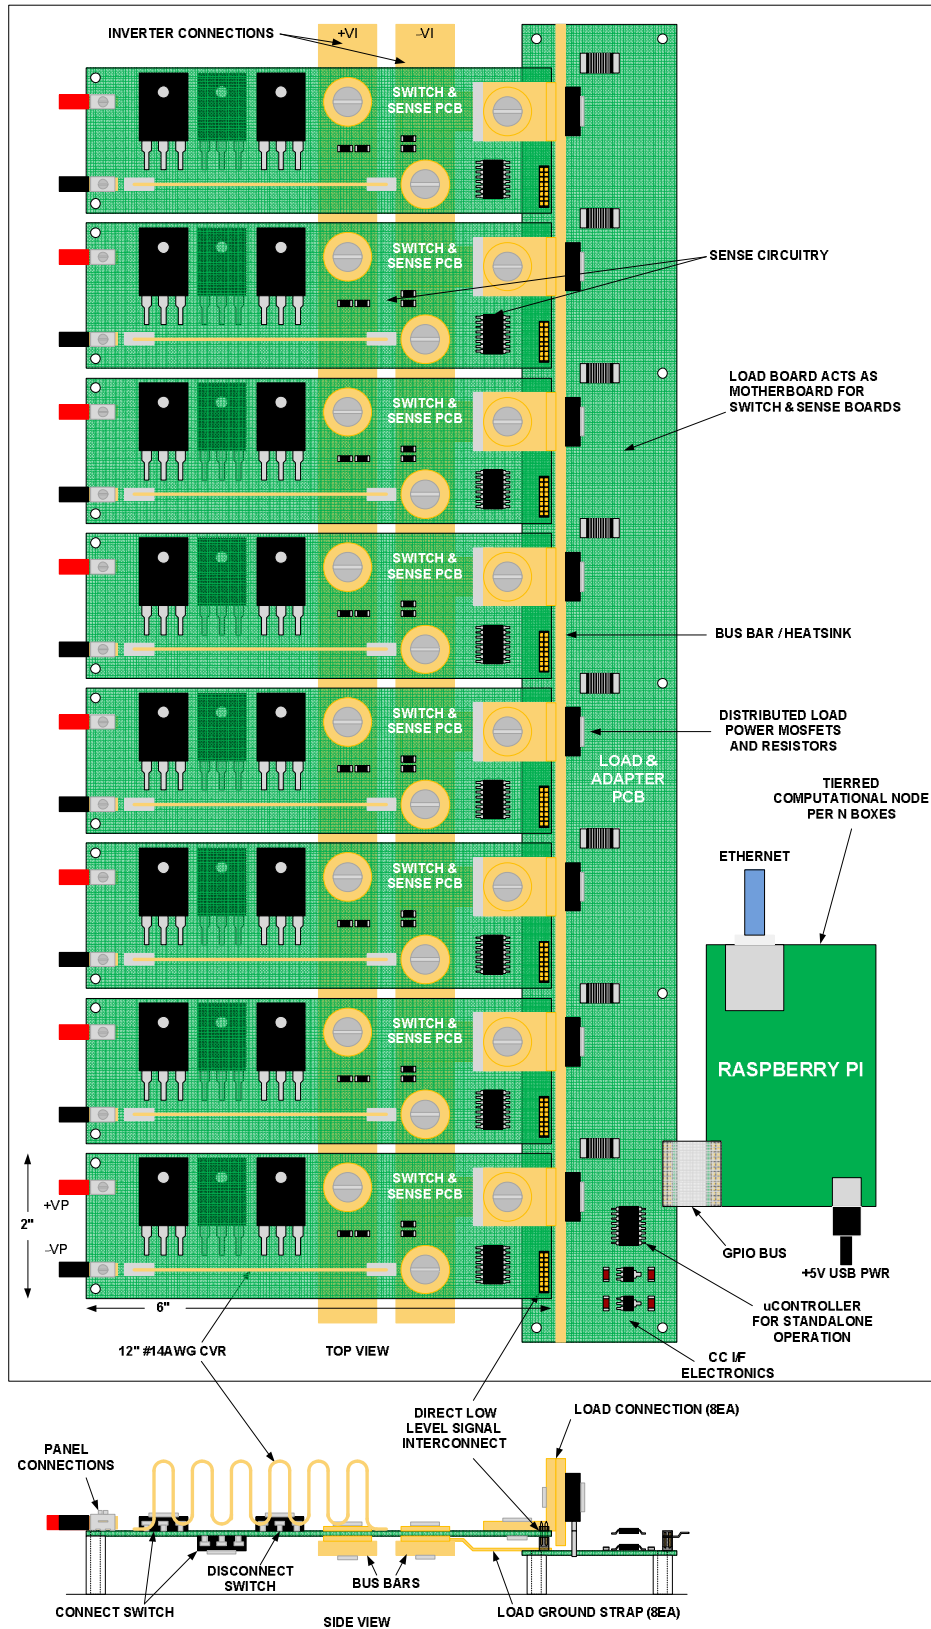 INVERTER CONNECTIONS
+VI
–VI
SWITCH &
SENSE PCB
SWITCH &
SENSE PCB
SENSE CIRCUITRY
LOAD BOARD ACTS AS
MOTHERBOARD FOR
SWITCH & SENSE BOARDS
SWITCH &
SENSE PCB
SWITCH &
SENSE PCB
BUS BAR / HEATSINK
SWITCH &
SENSE PCB
DISTRIBUTED LOAD
POWER MOSFETS
AND RESISTORS
LOAD &
ADAPTER
PCB
TIERRED
COMPUTATIONAL NODE
PER N BOXES
ETHERNET
SWITCH &
SENSE PCB
SWITCH &
SENSE PCB
RASPBERRY PI
SWITCH &
SENSE PCB
+VP
2"
–VP
GPIO BUS
+5V USB PWR
6"
uCONTROLLER
FOR STANDALONE
OPERATION
12" #14AWG CVR
TOP VIEW
CC I/F
ELECTRONICS
DIRECT LOW
LEVEL SIGNAL
INTERCONNECT
LOAD CONNECTION (8EA)
PANEL
CONNECTIONS
DISCONNECT
SWITCH
BUS BARS
CONNECT SWITCH
LOAD GROUND STRAP (8EA)
SIDE VIEW